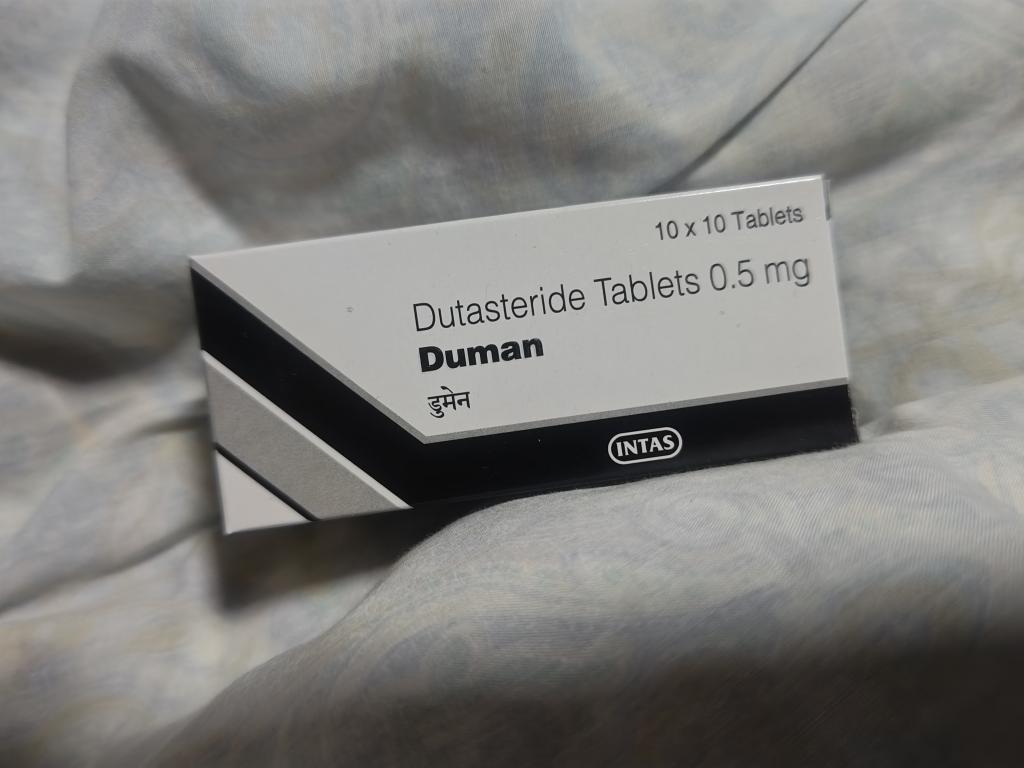 10 x 10 Tablets
Dutasteride Tablets 0.5 mg
Duman
डुमेन
INTAS